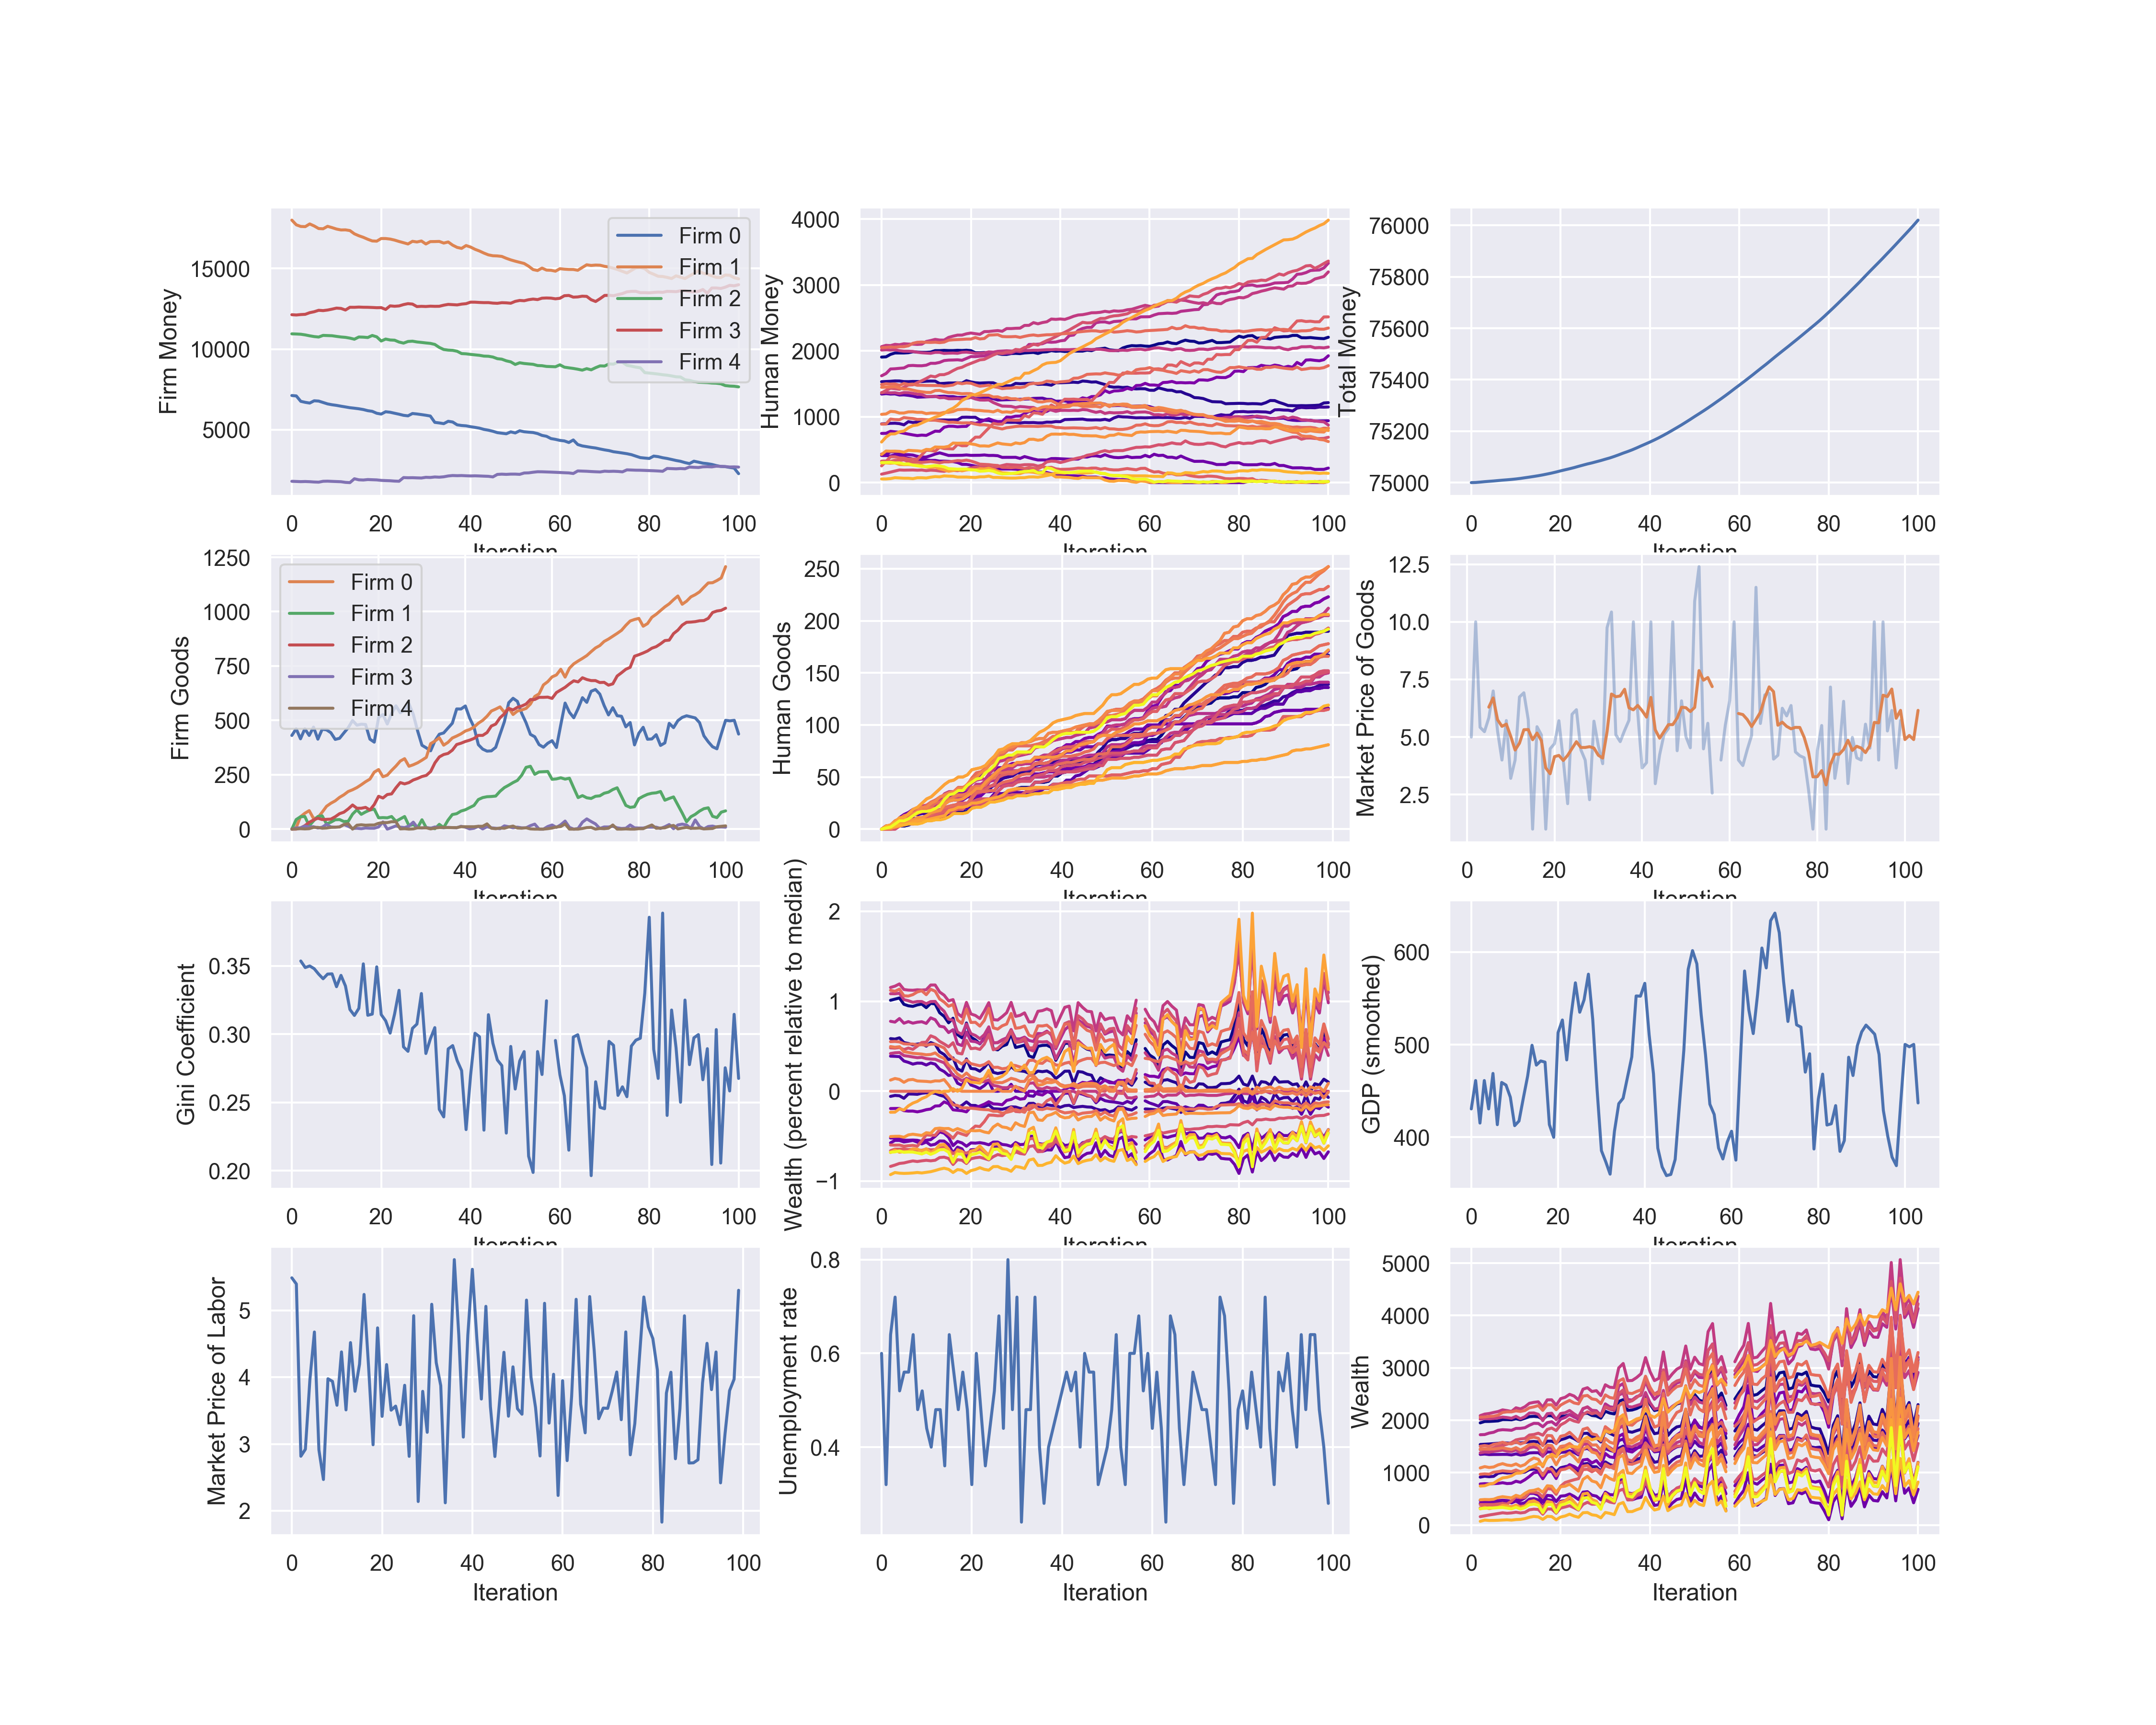 Firm Money
15000
10000
5000
Firm 0
Firm 1
Firm 2
Firm 3
Firm 4
0 20 40 60 80 100
Iteration
Human Money
4000
3000
2000
1000
0
0 20 40 60 80 100
Iteration
Total Money
76000
75800
75600
75400
75200
75000
0 20 40 60 80 100
Iteration
Firm Goods
1250
1000
750
500
250
0
Firm 0
Firm 1
Firm 2
Firm 3
Firm 4
0 20 40 60 80 100
Iteration
Human Goods
250
200
150
100
50
0
0 20 40 60 80 100
Iteration
Market Price of Goods
12.5
10.0
7.5
5.0
2.5
0 20 40 60 80 100
Iteration
Gini Coefficient
0.35
0.30
0.25
0.20
0 20 40 60 80 100
Iteration
Wealth (percent relative to median)
2
1
0
−1
0 20 40 60 80 100
Iteration
GDP (smoothed)
600
500
400
0 20 40 60 80 100
Iteration
Market Price of Labor
5
4
3
2
0 20 40 60 80 100
Iteration
Unemployment rate
0.8
0.6
0.4
0 20 40 60 80 100
Iteration
Wealth
5000
4000
3000
2000
1000
0
0 20 40 60 80 100
Iteration